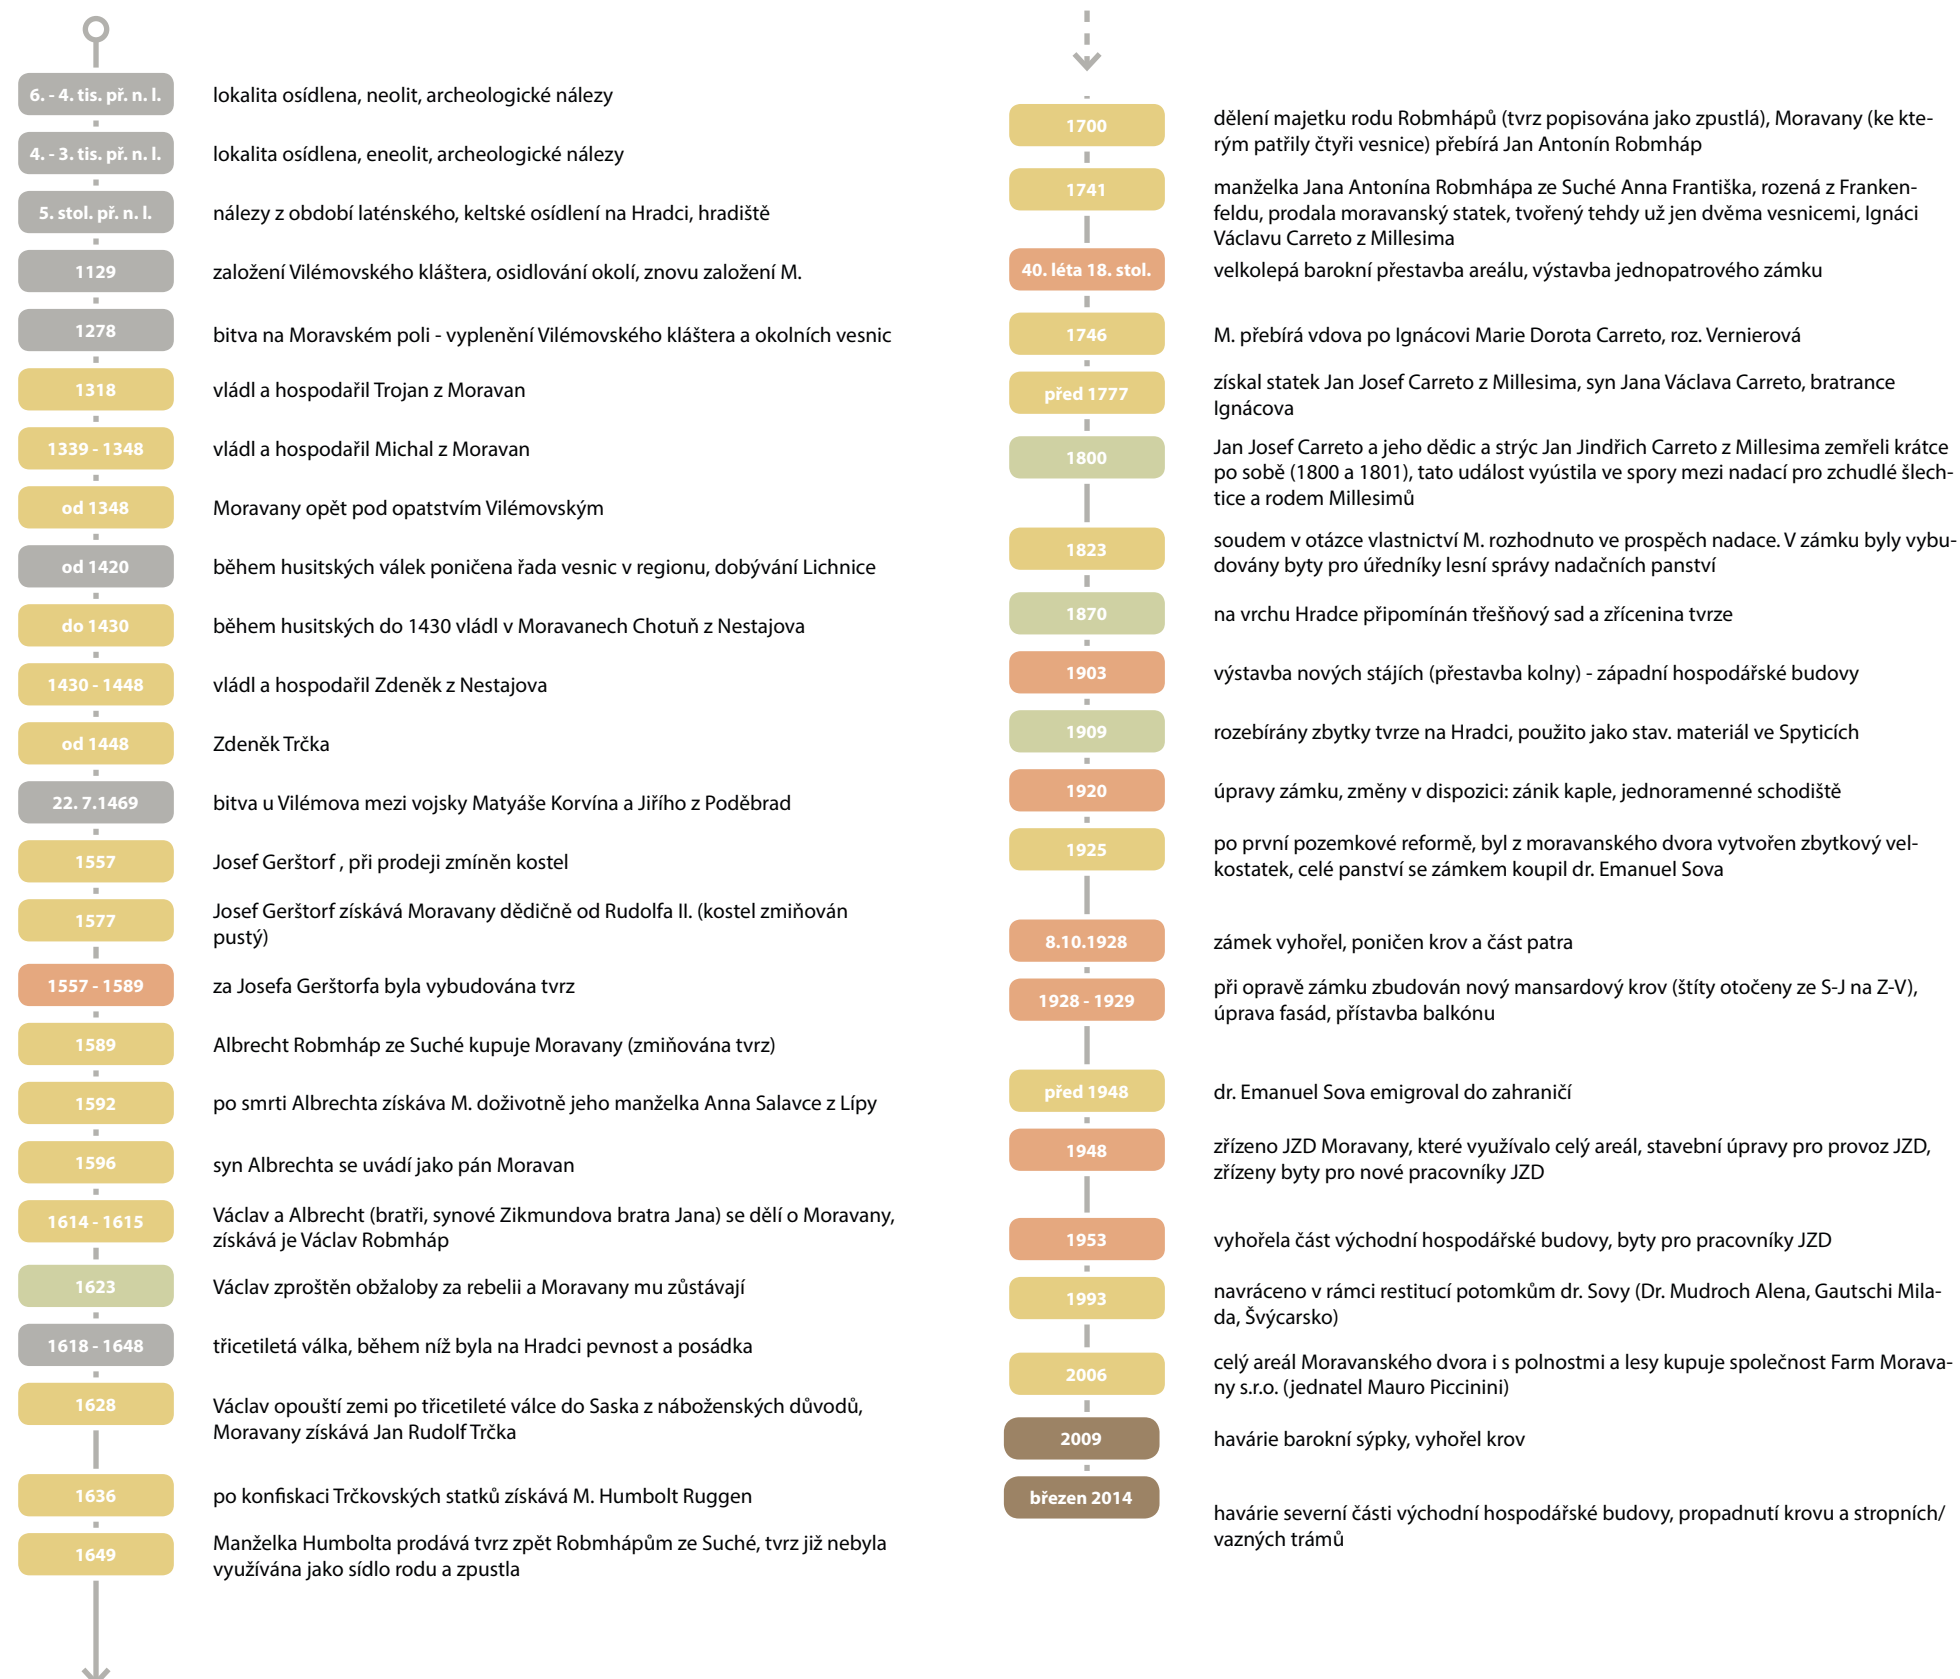 6. - 4. tis. př. n. l.
lokalita osídlena, neolit, archeologické nálezy
4. - 3. tis. př. n. l.
lokalita osídlena, eneolit, archeologické nálezy
5. stol. př. n. l.
nálezy z období laténského, keltské osídlení na Hradci, hradiště
1129
založení Vilémovského kláštera, osidlování okolí, znovu založení M.
1278
bitva na Moravském poli - vyplenění Vilémovského kláštera a okolních vesnic
1318
vládl a hospodařil Trojan z Moravan
1339 - 1348
vládl a hospodařil Michal z Moravan
od 1348
Moravany opět pod opatstvím Vilémovským
od 1420
během husitských válek poničena řada vesnic v regionu, dobývání Lichnice
do 1430
během husitských do 1430 vládl v Moravanech Chotuň z Nestajova
1430 - 1448
vládl a hospodařil Zdeněk z Nestajova
od 1448
Zdeněk Trčka
22. 7.1469
bitva u Vilémova mezi vojsky Matyáše Korvína a Jiřího z Poděbrad
1557
Josef Gerštorf , při prodeji zmíněn kostel
1577
Josef Gerštorf získává Moravany dědičně od Rudolfa II. (kostel zmiňován
pustý)
1557 - 1589
za Josefa Gerštorfa byla vybudována tvrz
1589
Albrecht Robmháp ze Suché kupuje Moravany (zmiňována tvrz)
1592
po smrti Albrechta získáva M. doživotně jeho manželka Anna Salavce z Lípy
1596
syn Albrechta se uvádí jako pán Moravan
1614 - 1615
Václav a Albrecht (bratři, synové Zikmundova bratra Jana) se dělí o Moravany,
získává je Václav Robmháp
1623
Václav zproštěn obžaloby za rebelii a Moravany mu zůstávají
1618 - 1648
třicetiletá válka, během níž byla na Hradci pevnost a posádka
1628
Václav opouští zemi po třicetileté válce do Saska z náboženských důvodů,
Moravany získává Jan Rudolf Trčka
1636
po konfiskaci Trčkovských statků získává M. Humbolt Ruggen
1649
Manželka Humbolta prodává tvrz zpět Robmhápům ze Suché, tvrz již nebyla
využívána jako sídlo rodu a zpustla
1700
dělení majetku rodu Robmhápů (tvrz popisována jako zpustlá), Moravany (ke kte-
rým patřily čtyři vesnice) přebírá Jan Antonín Robmháp
1741
manželka Jana Antonína Robmhápa ze Suché Anna Františka, rozená z Franken-
feldu, prodala moravanský statek, tvořený tehdy už jen dvěma vesnicemi, Ignáci
Václavu Carreto z Millesima
40. léta 18. stol.
velkolepá barokní přestavba areálu, výstavba jednopatrového zámku
1746
M. přebírá vdova po Ignácovi Marie Dorota Carreto, roz. Vernierová
před 1777
získal statek Jan Josef Carreto z Millesima, syn Jana Václava Carreto, bratrance
Ignácova
1800
Jan Josef Carreto a jeho dědic a strýc Jan Jindřich Carreto z Millesima zemřeli krátce
po sobě (1800 a 1801), tato událost vyústila ve spory mezi nadací pro zchudlé šlech-
tice a rodem Millesimů
1823
soudem v otázce vlastnictví M. rozhodnuto ve prospěch nadace. V zámku byly vybu-
dovány byty pro úředníky lesní správy nadačních panství
1870
na vrchu Hradce připomínán třešňový sad a zřícenina tvrze
1903
výstavba nových stájích (přestavba kolny) - západní hospodářské budovy
1909
rozebírány zbytky tvrze na Hradci, použito jako stav. materiál ve Spyticích
1920
úpravy zámku, změny v dispozici: zánik kaple, jednoramenné schodiště
1925
po první pozemkové reformě, byl z moravanského dvora vytvořen zbytkový vel-
kostatek, celé panství se zámkem koupil dr. Emanuel Sova
8.10.1928
zámek vyhořel, poničen krov a část patra
1928 - 1929
při opravě zámku zbudován nový mansardový krov (štíty otočeny ze S-J na Z-V),
úprava fasád, přístavba balkónu
před 1948
dr. Emanuel Sova emigroval do zahraničí
1948
zřízeno JZD Moravany, které využívalo celý areál, stavební úpravy pro provoz JZD,
zřízeny byty pro nové pracovníky JZD
1953
vyhořela část východní hospodářské budovy, byty pro pracovníky JZD
1993
navráceno v rámci restitucí potomkům dr. Sovy (Dr. Mudroch Alena, Gautschi Mila-
da, Švýcarsko)
2006
celý areál Moravanského dvora i s polnostmi a lesy kupuje společnost Farm Morava-
ny s.r.o. (jednatel Mauro Piccinini)
2009
havárie barokní sýpky, vyhořel krov
březen 2014
havárie severní části východní hospodářské budovy, propadnutí krovu a stropních/
vazných trámů